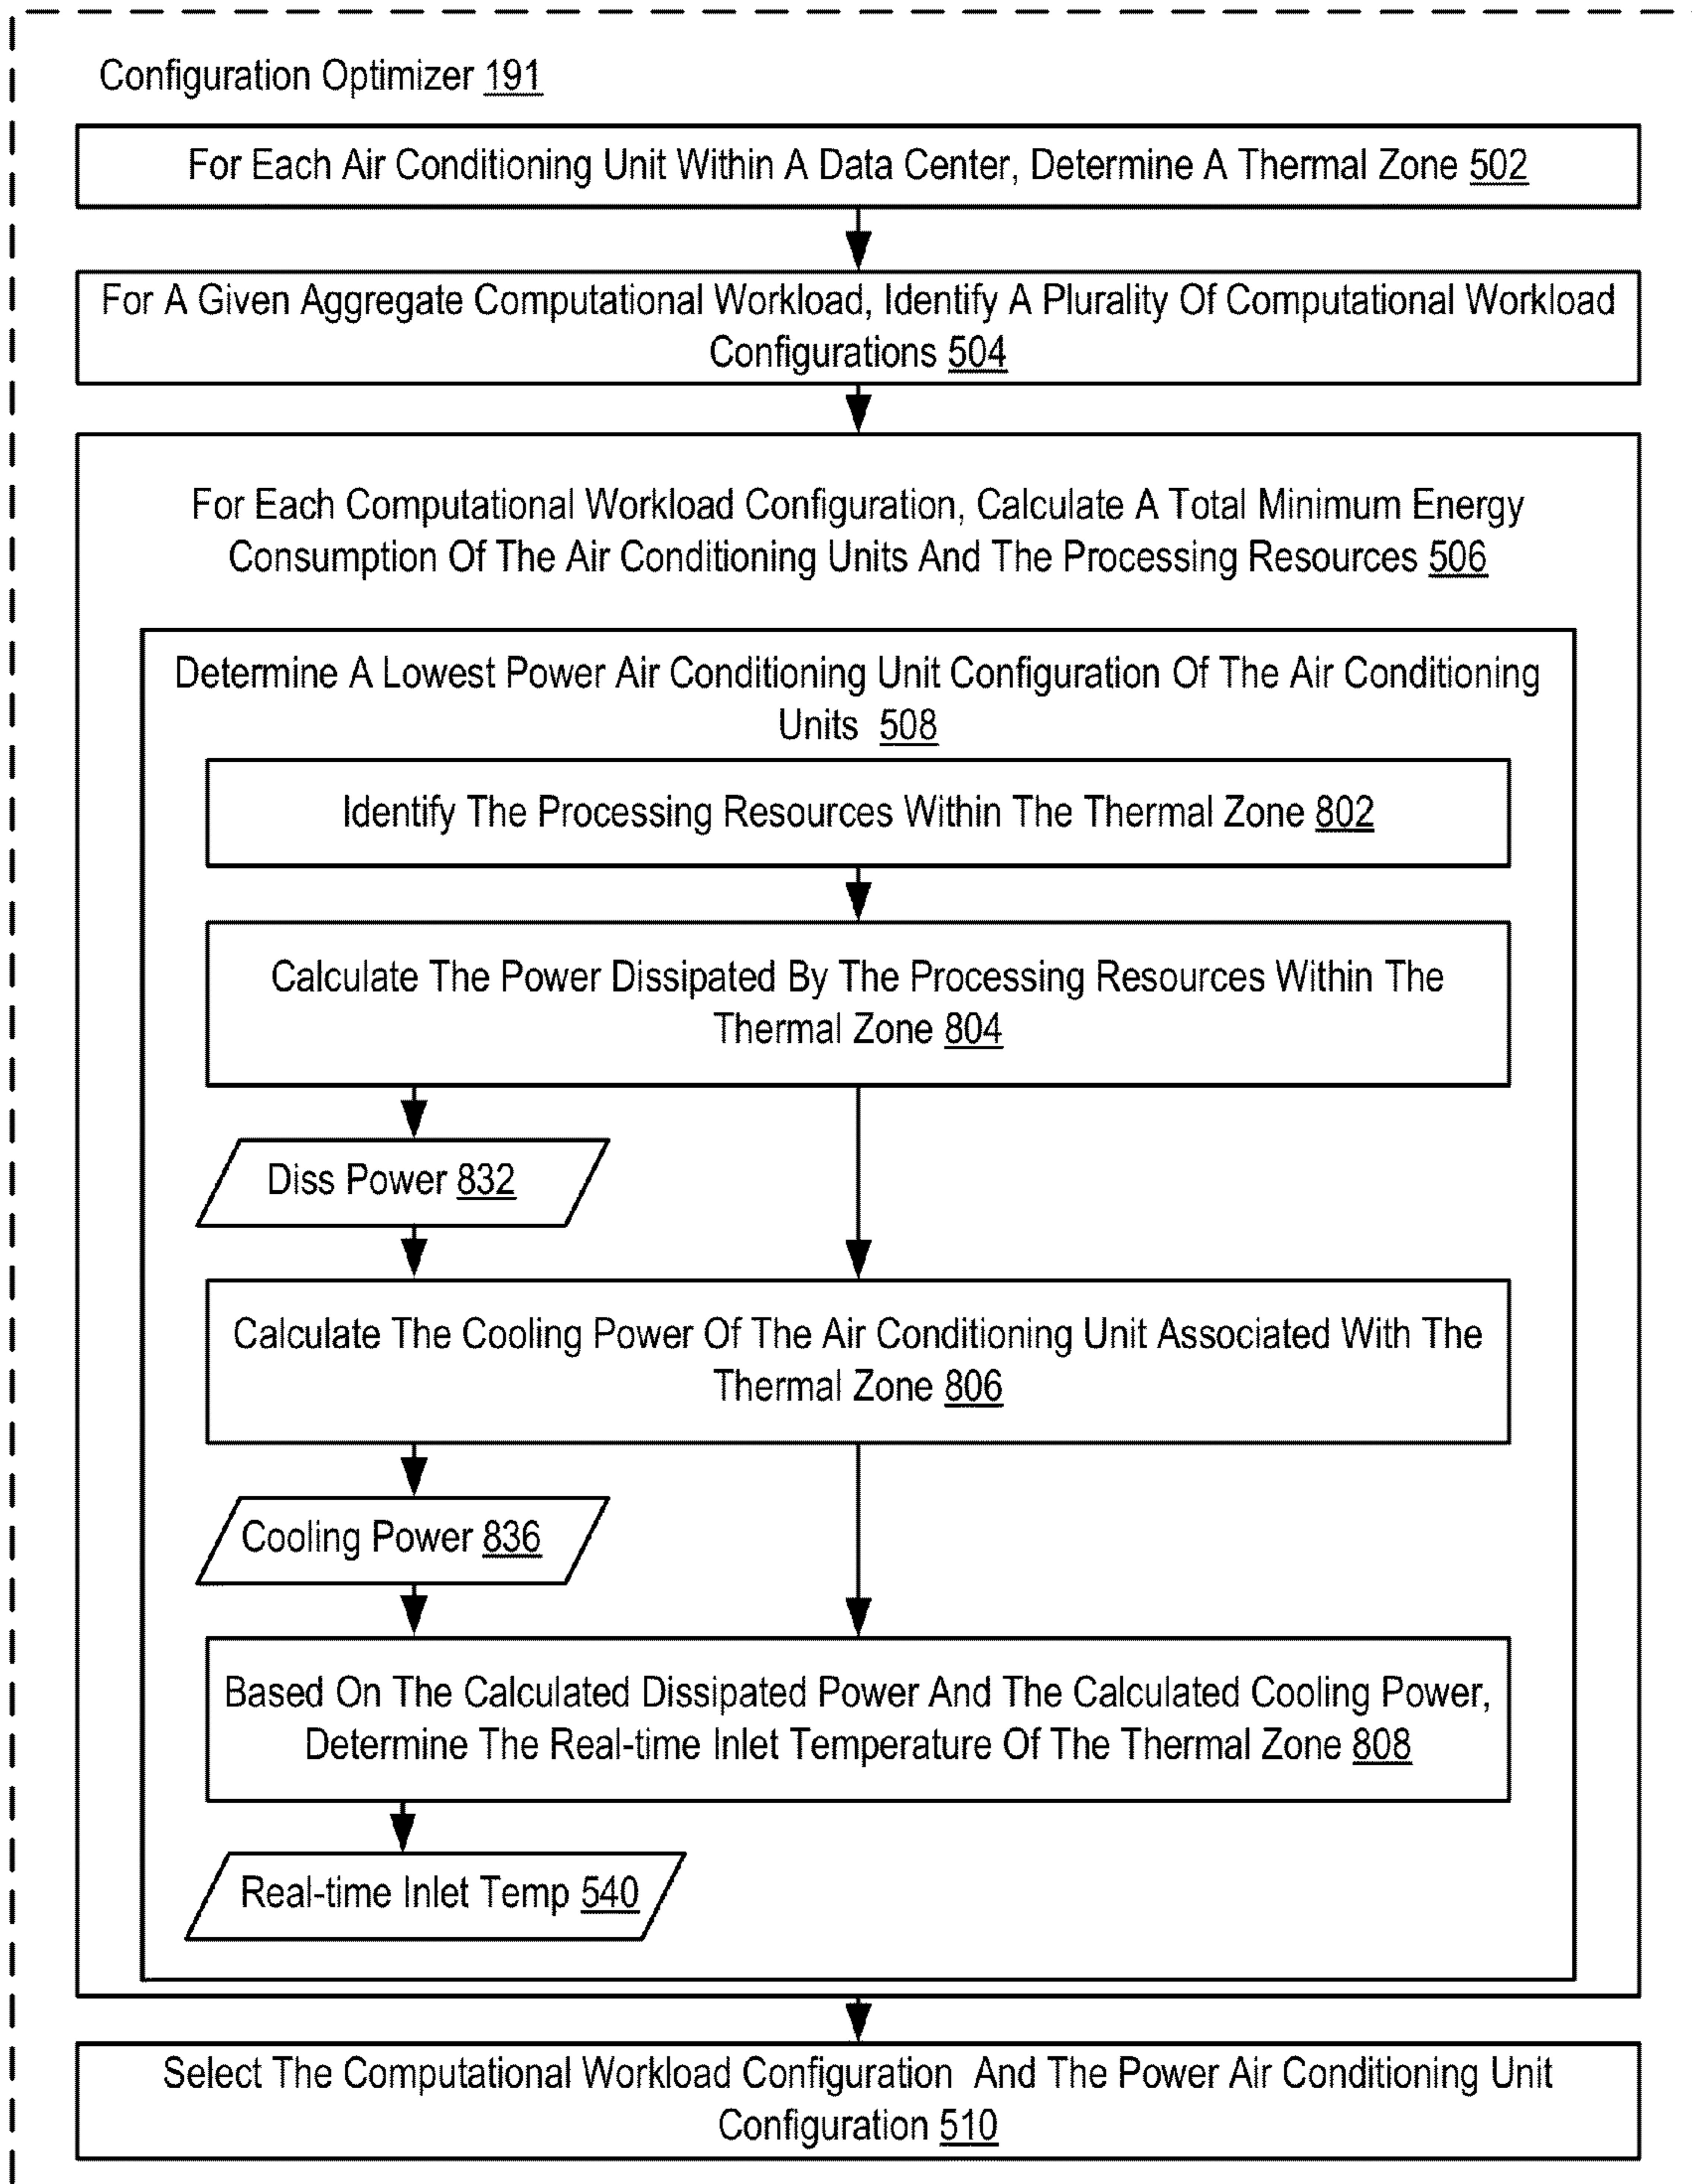 Configuration Optimizer 191
For Each Air Conditioning Unit Within A Data Center, Determine A Thermal Zone 502
For A Given Aggregate Computational Workload, Identify A Plurality Of Computational Workload
Configurations 504
For Each Computational Workload Configuration, Calculate A Total Minimum Energy
Consumption Of The Air Conditioning Units And The Processing Resources 506
Determine A Lowest Power Air Conditioning Unit Configuration Of The Air Conditioning
Units 508
Identify The Processing Resources Within The Thermal Zone 802
Calculate The Power Dissipated By The Processing Resources Within The
Thermal Zone 804
Diss Power 832
Calculate The Cooling Power Of The Air Conditioning Unit Associated With The
Thermal Zone 806
Cooling Power 836
Based On The Calculated Dissipated Power And The Calculated Cooling Power,
Determine The Real-time Inlet Temperature Of The Thermal Zone 808
Real-time Inlet Temp 540
Select The Computational Workload Configuration And The Power Air Conditioning Unit
Configuration 510